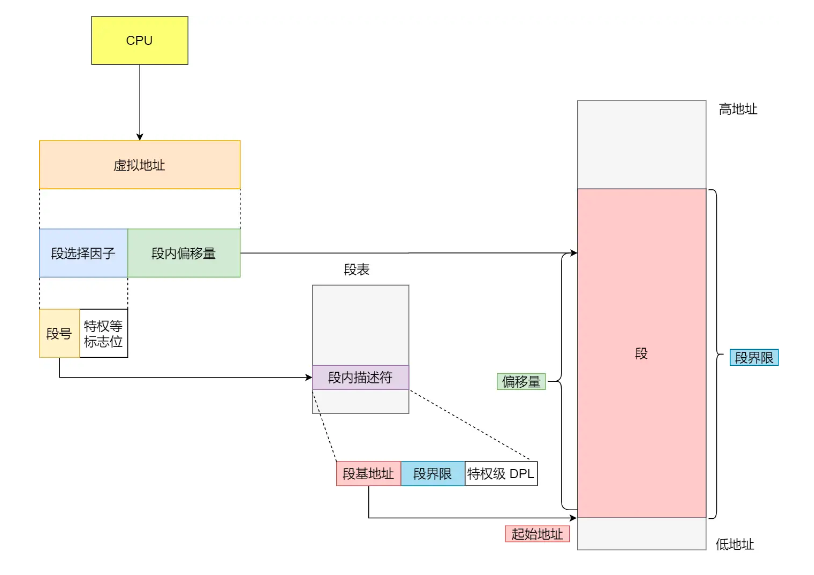 CPU
高地址
虚拟地址
段选择因子
段内偏移量
段表
段号
特权等
标志位
段
段界限
段内描述符
偏移量
段基地址
段界限
特权级 DPL
起始地址
低地址